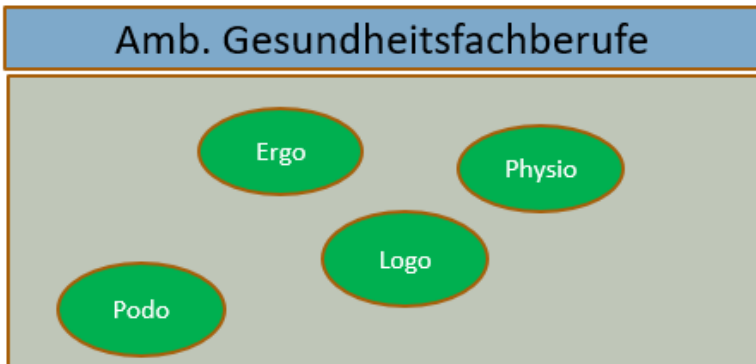 Amb. Gesundheitsfachberufe
Ergo
Physio
Logo
Podo